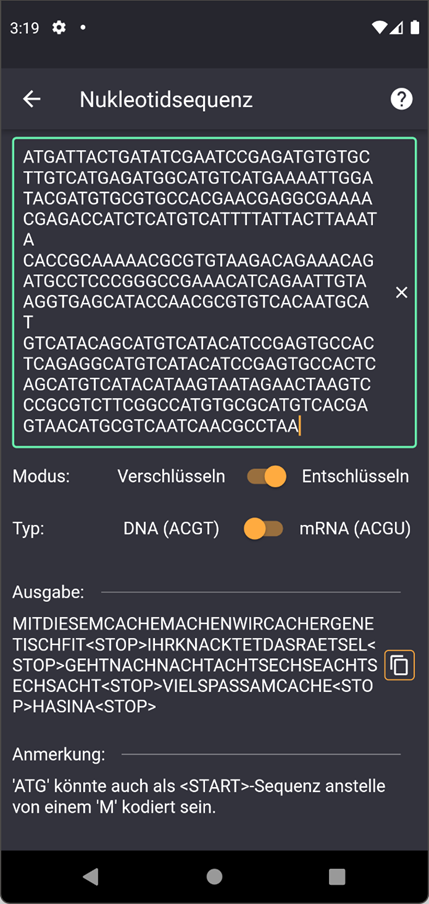 3:19
Nukleotidsequenz
ATGATTACTGATATCGAATCCGAGATGTGTGC
TTGTCATGAGATGGCATGTCATGAAAATTGGA
TACGATGTGCGTGCCACGAACGAGGCGAAAA
CGAGACCATCTCATGTCATTTTATTACTTAAAT
A
CACCGCAAAAACGCGTGTAAGACAGAAACAG
ATGCCTCCCGGGCCGAAACATCAGAATTGTA
AGGTGAGCATACCAACGCGTGTCACAATGCA
T
GTCATACAGCATGTCATACATCCGAGTGCCAC
TCAGAGGCATGTCATACATCCGAGTGCCACTC
AGCATGTCATACATAAGTAATAGAACTAAGTC
CCGCGTCTTCGGCCATGTGCGCATGTCACGA
GTAACATGCGTCAATCAACGCCTAA
Modus: Verschlüsseln Entschlüsseln
Typ: DNA (ACGT) mRNA (ACGU)
Ausgabe:
MITDIESEMCACHEMACHENWIRCACHERGENE
TISCHFIT<STOP>IHRKNACKTETDASRAETSEL<
STOP>GEHTNACHNACHTACHTSECHSEACHTS
ECHSACHT<STOP>VIELSPASSAMCACHE<STO
P>HASINA<STOP>
Anmerkung:
'ATG' könnte auch als <START>-Sequenz anstelle
von einem 'M' kodiert sein.